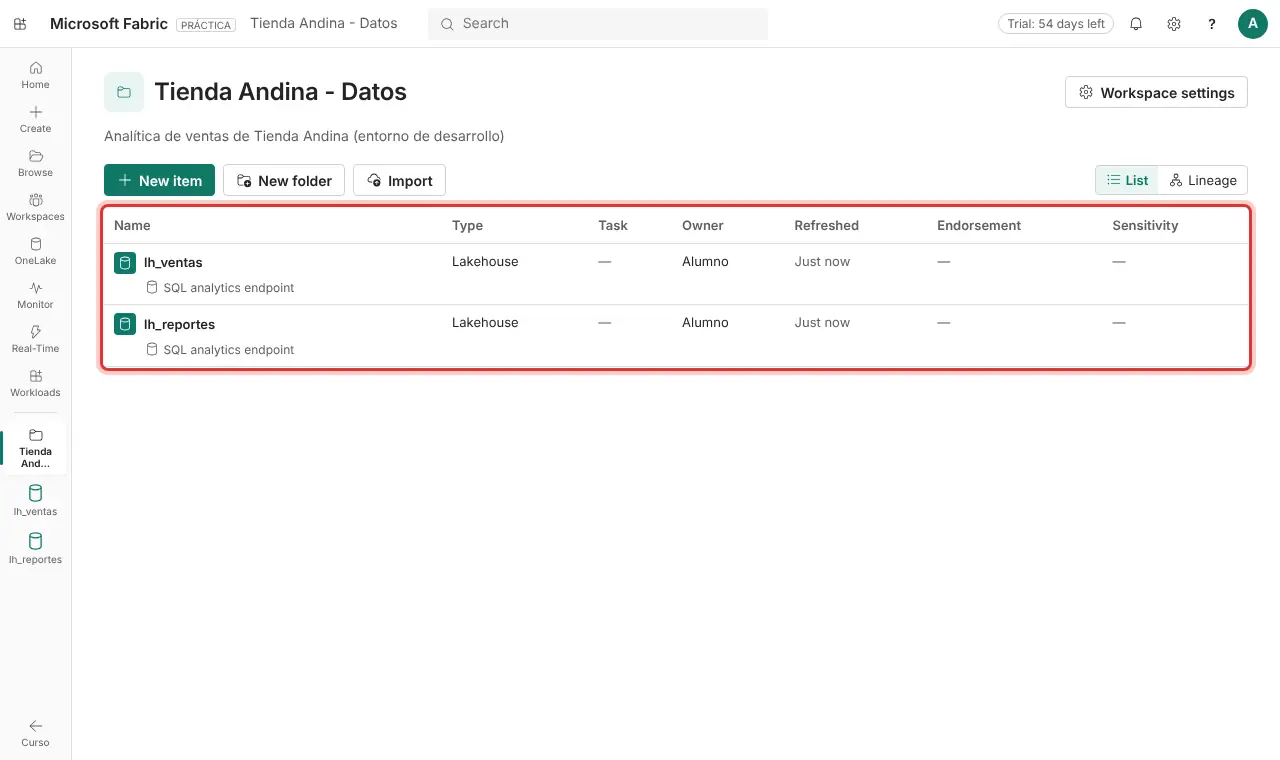 Microsoft Fabric PRÁCTICA Tienda Andina - Datos Search Trial: 54 days left ? A
Home
Create
Browse
Workspaces
OneLake
Monitor
Real-Time
Workloads
Tienda
And...
lh_ventas
lh_reportes
Curso
Tienda Andina - Datos
Workspace settings
Analítica de ventas de Tienda Andina (entorno de desarrollo)
New item New folder Import List Lineage
Name Type Task Owner Refreshed Endorsement Sensitivity
lh_ventas Lakehouse — Alumno Just now — —
SQL analytics endpoint
lh_reportes Lakehouse — Alumno Just now — —
SQL analytics endpoint